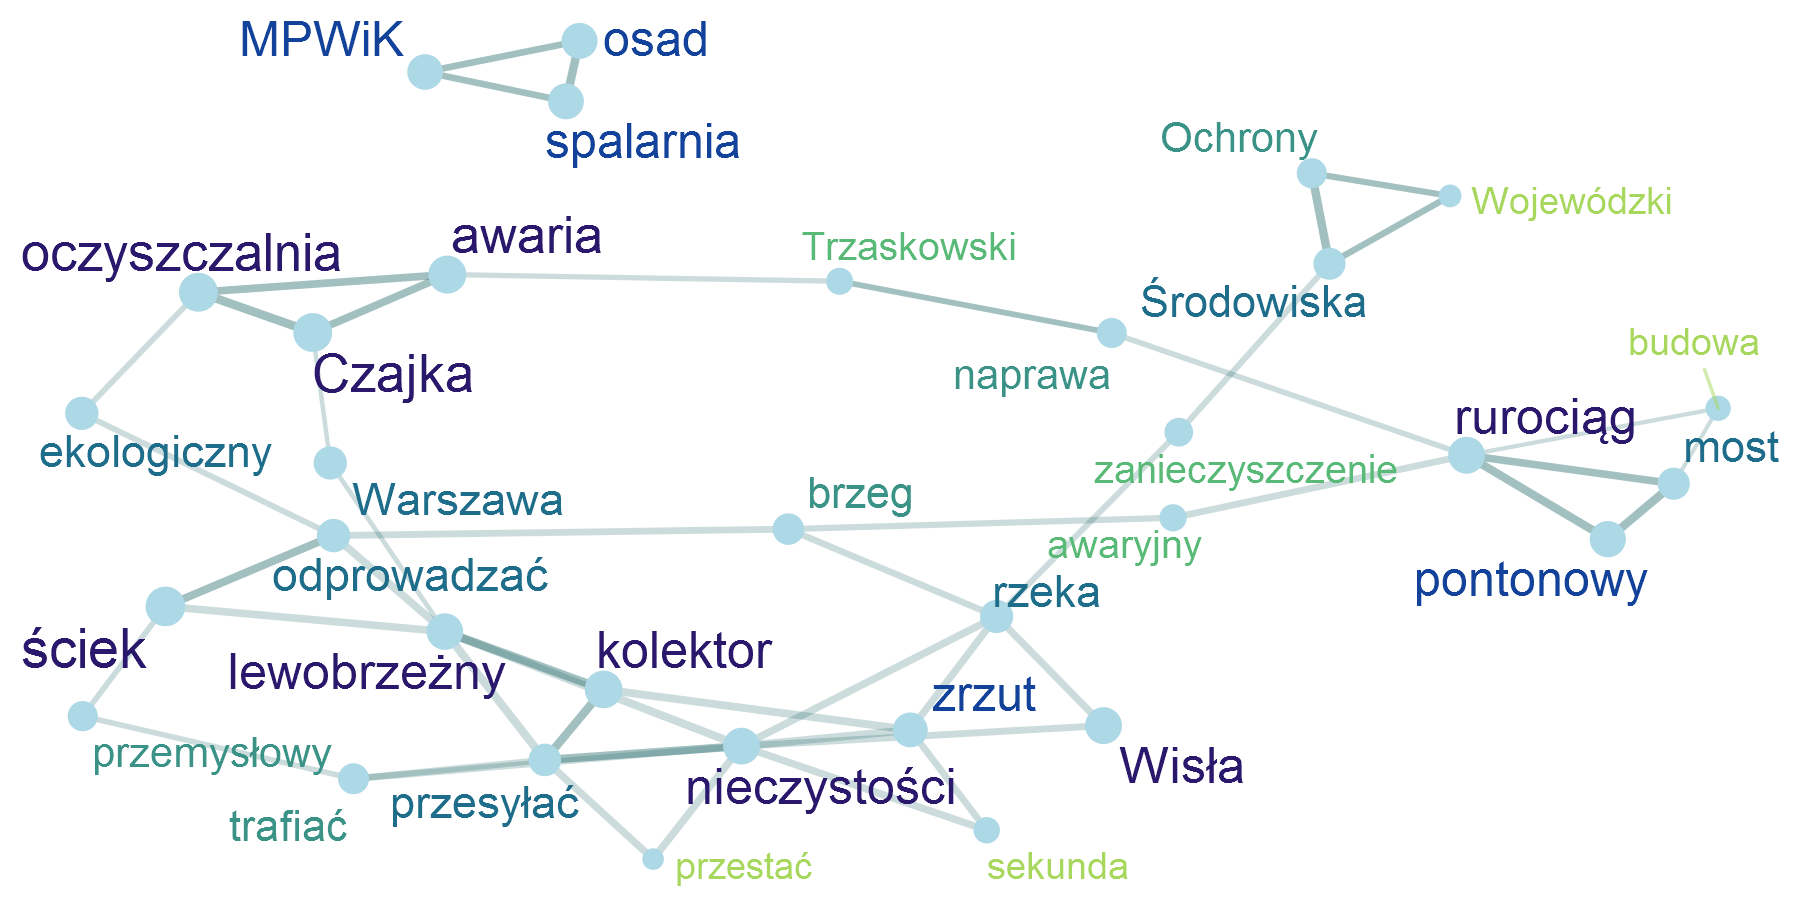 MPWiK
osad
spalarnia
Ochrony
Wojewódzki
oczyszczalnia
awaria
Trzaskowski
Środowiska
budowa
Czajka
naprawa
rurociąg
most
ekologiczny
zanieczyszczenie
Warszawa
brzeg
awaryjny
odprowadzać
rzeka
pontonowy
ściek
lewobrzeżny
kolektor
zrzut
przemysłowy
Wisła
nieczystości
przesyłać
trafiać
przestać
sekunda